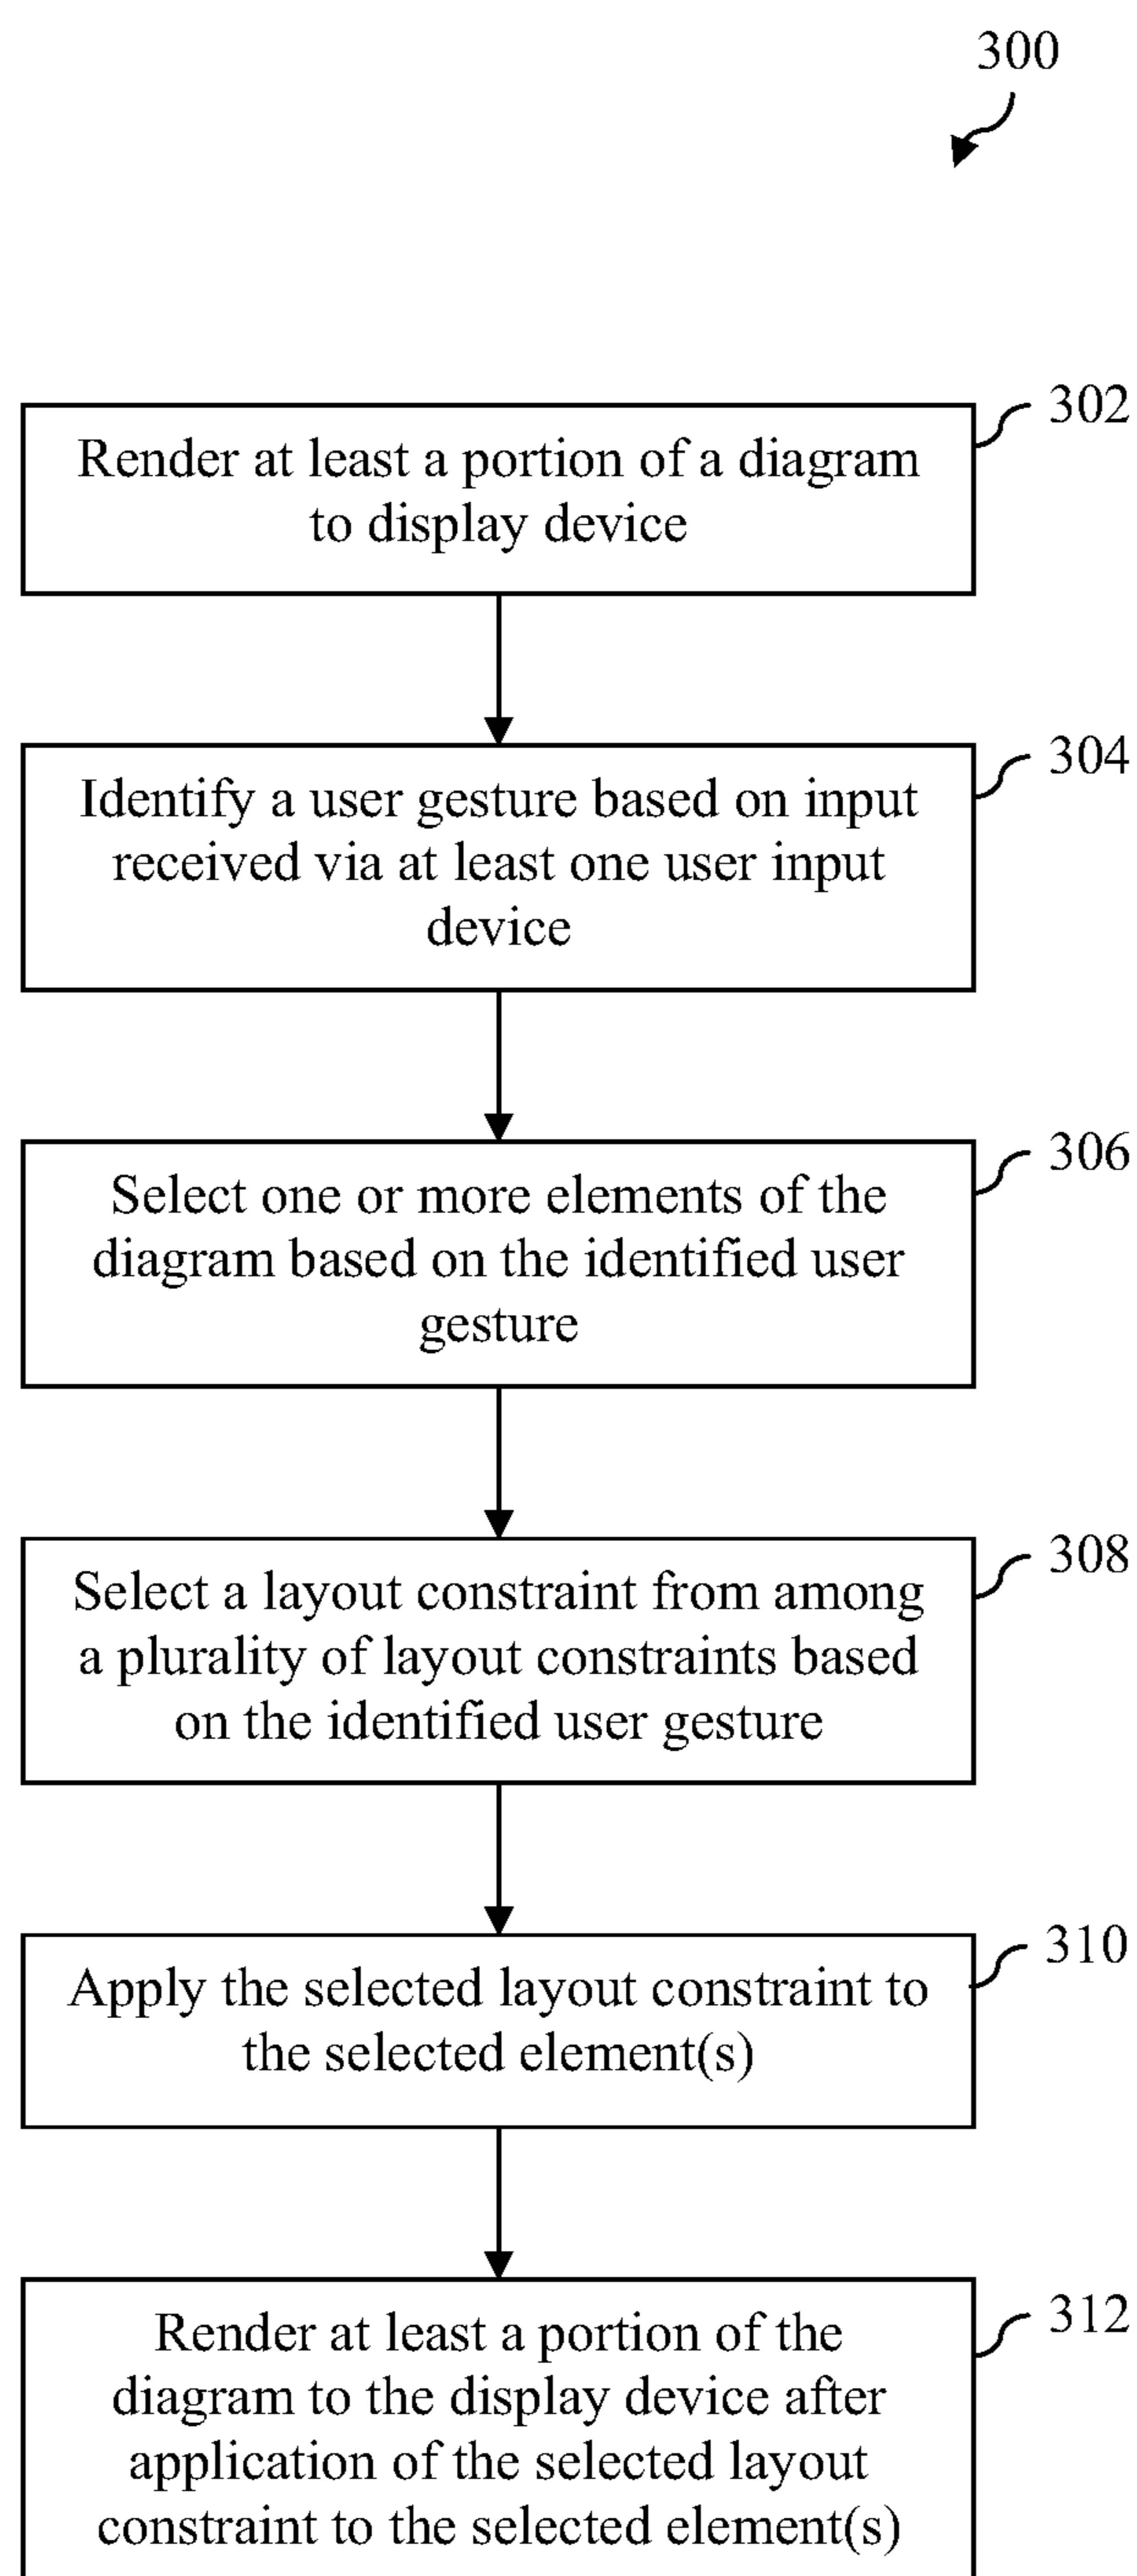 300
302
Render at least a portion of a diagram
to display device
304
Identify a user gesture based on input
received via at least one user input
device
306
Select one or more elements of the
diagram based on the identified user
gesture
308
Select a layout constraint from among
a plurality of layout constraints based
on the identified user gesture
310
Apply the selected layout constraint to
the selected element(s)
312
Render at least a portion of the
diagram to the display device after
application of the selected layout
constraint to the selected element(s)